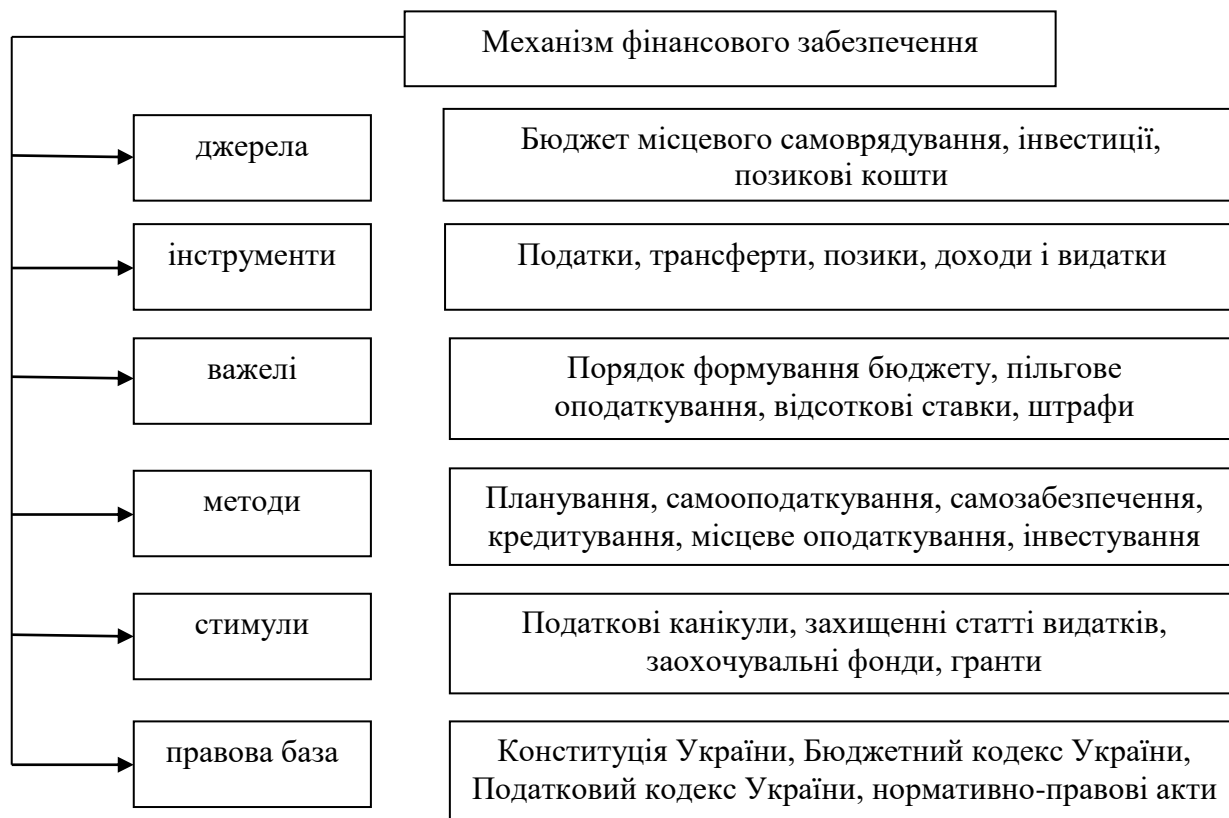 Механізм фінансового забезпечення
джерела
Бюджет місцевого самоврядування, інвестиції,
позикові кошти
інструменти
Податки, трансферти, позики, доходи і видатки
важелі
Порядок формування бюджету, пільгове
оподаткування, відсоткові ставки, штрафи
методи
Планування, самооподаткування, самозабезпечення,
кредитування, місцеве оподаткування, інвестування
стимули
Податкові канікули, захищенні статті видатків,
заохочувальні фонди, гранти
правова база
Конституція України, Бюджетний кодекс України,
Податковий кодекс України, нормативно-правові акти